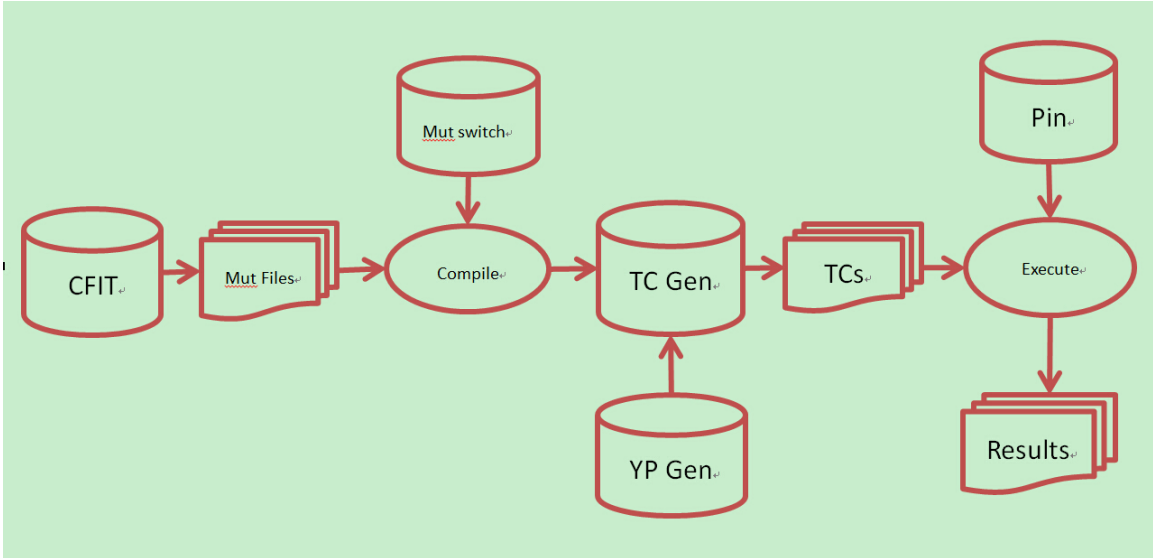 Pin
Mut switch
CFIT
Mut Files
Compile
TC Gen
TCs
Execute
YP Gen
Results